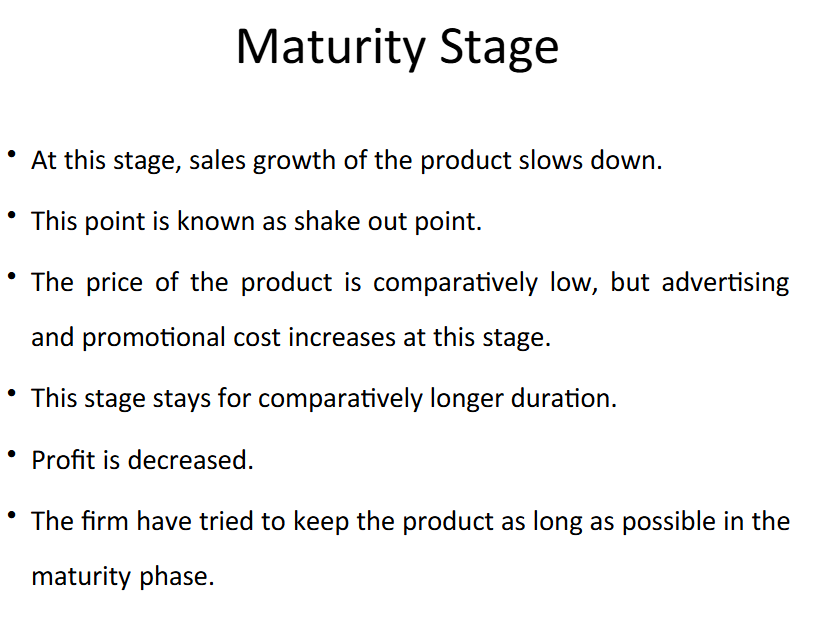 Maturity Stage
• At this stage, sales growth of the product slows down.
• This point is known as shake out point.
• The price of the product is comparatively low, but advertising
and promotional cost increases at this stage.
• This stage stays for comparatively longer duration.
• Profit is decreased.
• The firm have tried to keep the product as long as possible in the
maturity phase.